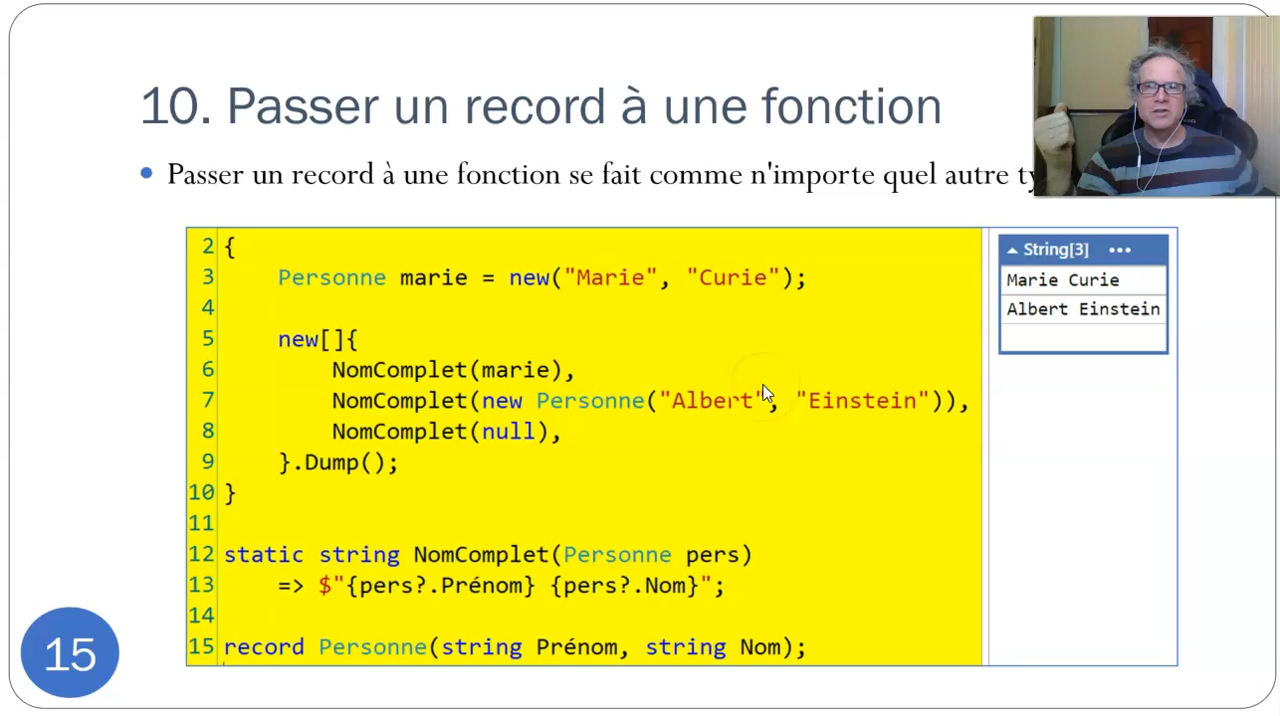 10. Passer un record à une fonction
Passer un record à une fonction se fait comme n'importe quel autre
2 {
3 Personne marie = new("Marie", "Curie");
4
5 new[]{
6 NomComplet(marie),
7 NomComplet(new Personne("Albert", "Einstein")),
8 NomComplet(null),
9 }.Dump();
10 }
11
12 static string NomComplet(Personne pers)
13 => $"{pers?.Prénom} {pers?.Nom}";
14
15 record Personne(string Prénom, string Nom);
String[3]
Marie Curie
Albert Einstein
15